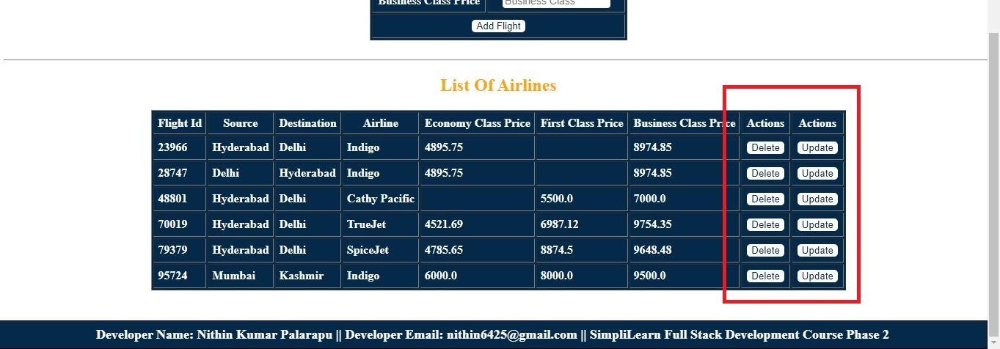 Business Class Price Business Class
Add Flight
List Of Airlines
Flight Id Source Destination Airline Economy Class Price First Class Price Business Class Price Actions Actions
23966 Hyderabad Delhi Indigo 4895.75 8974.85 Delete Update
28747 Delhi Hyderabad Indigo 4895.75 8974.85 Delete Update
48801 Hyderabad Delhi Cathy Pacific 5500.0 7000.0 Delete Update
70019 Hyderabad Delhi TrueJet 4521.69 6987.12 9754.35 Delete Update
79379 Hyderabad Delhi SpiceJet 4785.65 8874.5 9648.48 Delete Update
95724 Mumbai Kashmir Indigo 6000.0 8000.0 9500.0 Delete Update
Developer Name: Nithin Kumar Palarapu || Developer Email: nithin6425@gmail.com || SimpliLearn Full Stack Development Course Phase 2